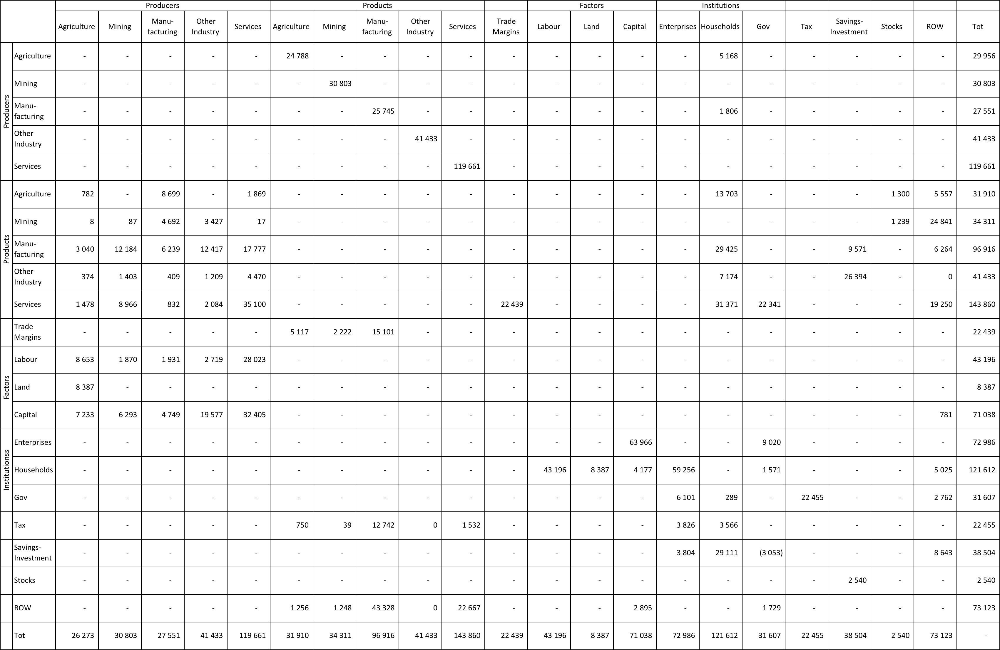 Producers Products Factors Institutions
Agriculture Mining Manu- facturing Other Industry Services Agriculture Mining Manu- facturing Other Industry Services Trade Margins Labour Land Capital Enterprises Households Gov Tax Savings- Investment Stocks ROW Tot
Producers
Agriculture - - - - - 24 788 - - - - - - - - - 5 168 - - - - - 29 956
Mining - - - - - - 30 803 - - - - - - - - - - - - - - 30 803
Manu- facturing - - - - - - - 25 745 - - - - - - - 1 806 - - - - - 27 551
Other Industry - - - - - - - - 41 433 - - - - - - - - - - - - 41 433
Services - - - - - - - - - 119 661 - - - - - - - - - - - 119 661
Products
Agriculture 782 - 8 699 - 1 869 - - - - - - - - - - 13 703 - - - 1 300 5 557 31 910
Mining 8 87 4 692 3 427 17 - - - - - - - - - - - - - - 1 239 24 841 34 311
Manu- facturing 3 040 12 184 6 239 12 417 17 777 - - - - - - - - - - 29 425 - - 9 571 - 6 264 96 916
Other Industry 374 1 403 409 1 209 4 470 - - - - - - - - - - 7 174 - - 26 394 - 0 41 433
Services 1 478 8 966 832 2 084 35 100 - - - - - 22 439 - - - - 31 371 22 341 - - - 19 250 143 860
Trade Margins - - - - - 5 117 2 222 15 101 - - - - - - - - - - - - - 22 439
Factors
Labour 8 653 1 870 1 931 2 719 28 023 - - - - - - - - - - - - - - - - 43 196
Land 8 387 - - - - - - - - - - - - - - - - - - - - 8 387
Capital 7 233 6 293 4 749 19 577 32 405 - - - - - - - - - - - - - - - 781 71 038
Institutionss
Enterprises - - - - - - - - - - - - - 63 966 - - 9 020 - - - - 72 986
Households - - - - - - - - - - - 43 196 8 387 4 177 59 256 - 1 571 - - - 5 025 121 612
Gov - - - - - - - - - - - - - - 6 101 289 - 22 455 - - 2 762 31 607
Tax - - - - - 750 39 12 742 0 1 532 - - - - 3 826 3 566 - - - - - 22 455
Savings- Investment - - - - - - - - - - - - - - 3 804 29 111 (3 053) - - - 8 643 38 504
Stocks - - - - - - - - - - - - - - - - - - 2 540 - - 2 540
ROW - - - - - 1 256 1 248 43 328 0 22 667 - - - 2 895 - - 1 729 - - - - 73 123
Tot 26 273 30 803 27 551 41 433 119 661 31 910 34 311 96 916 41 433 143 860 22 439 43 196 8 387 71 038 72 986 121 612 31 607 22 455 38 504 2 540 73 123 -